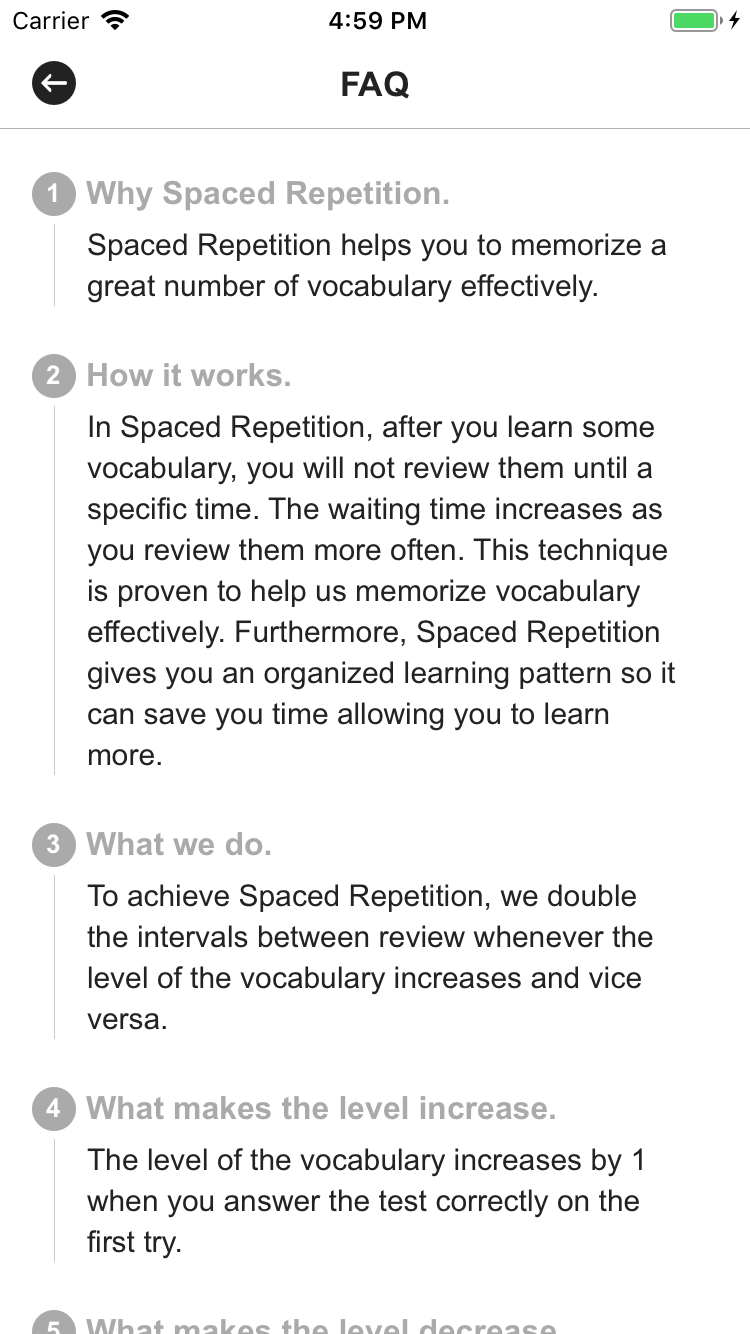 Carrier 4:59 PM
FAQ
1 Why Spaced Repetition.
Spaced Repetition helps you to memorize a
great number of vocabulary effectively.
2 How it works.
In Spaced Repetition, after you learn some
vocabulary, you will not review them until a
specific time. The waiting time increases as
you review them more often. This technique
is proven to help us memorize vocabulary
effectively. Furthermore, Spaced Repetition
gives you an organized learning pattern so it
can save you time allowing you to learn
more.
3 What we do.
To achieve Spaced Repetition, we double
the intervals between review whenever the
level of the vocabulary increases and vice
versa.
4 What makes the level increase.
The level of the vocabulary increases by 1
when you answer the test correctly on the
first try.
5 What makes the level decrease.